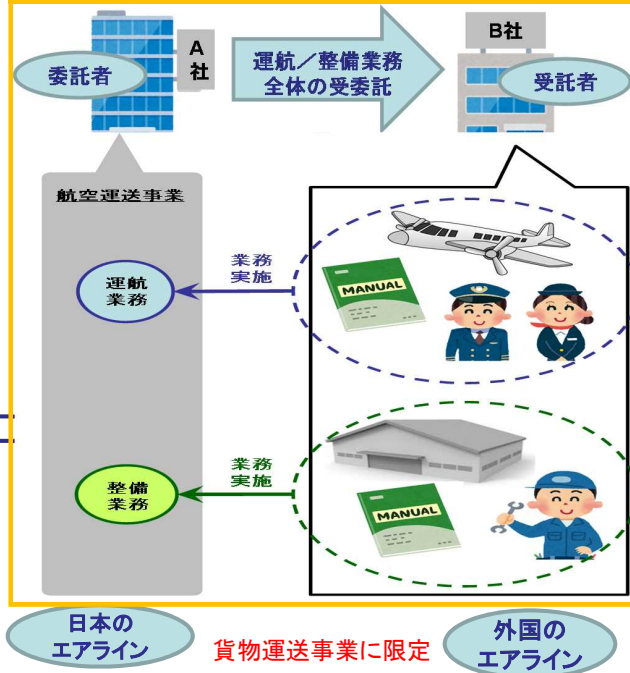 A
社
委託者
運航／整備業務
全体の受委託
B社
受託者
航空運送事業
運航
業務
業務
実施
MANUAL
整備
業務
業務
実施
MANUAL
日本の
エアライン
貨物運送事業に限定
外国の
エアライン